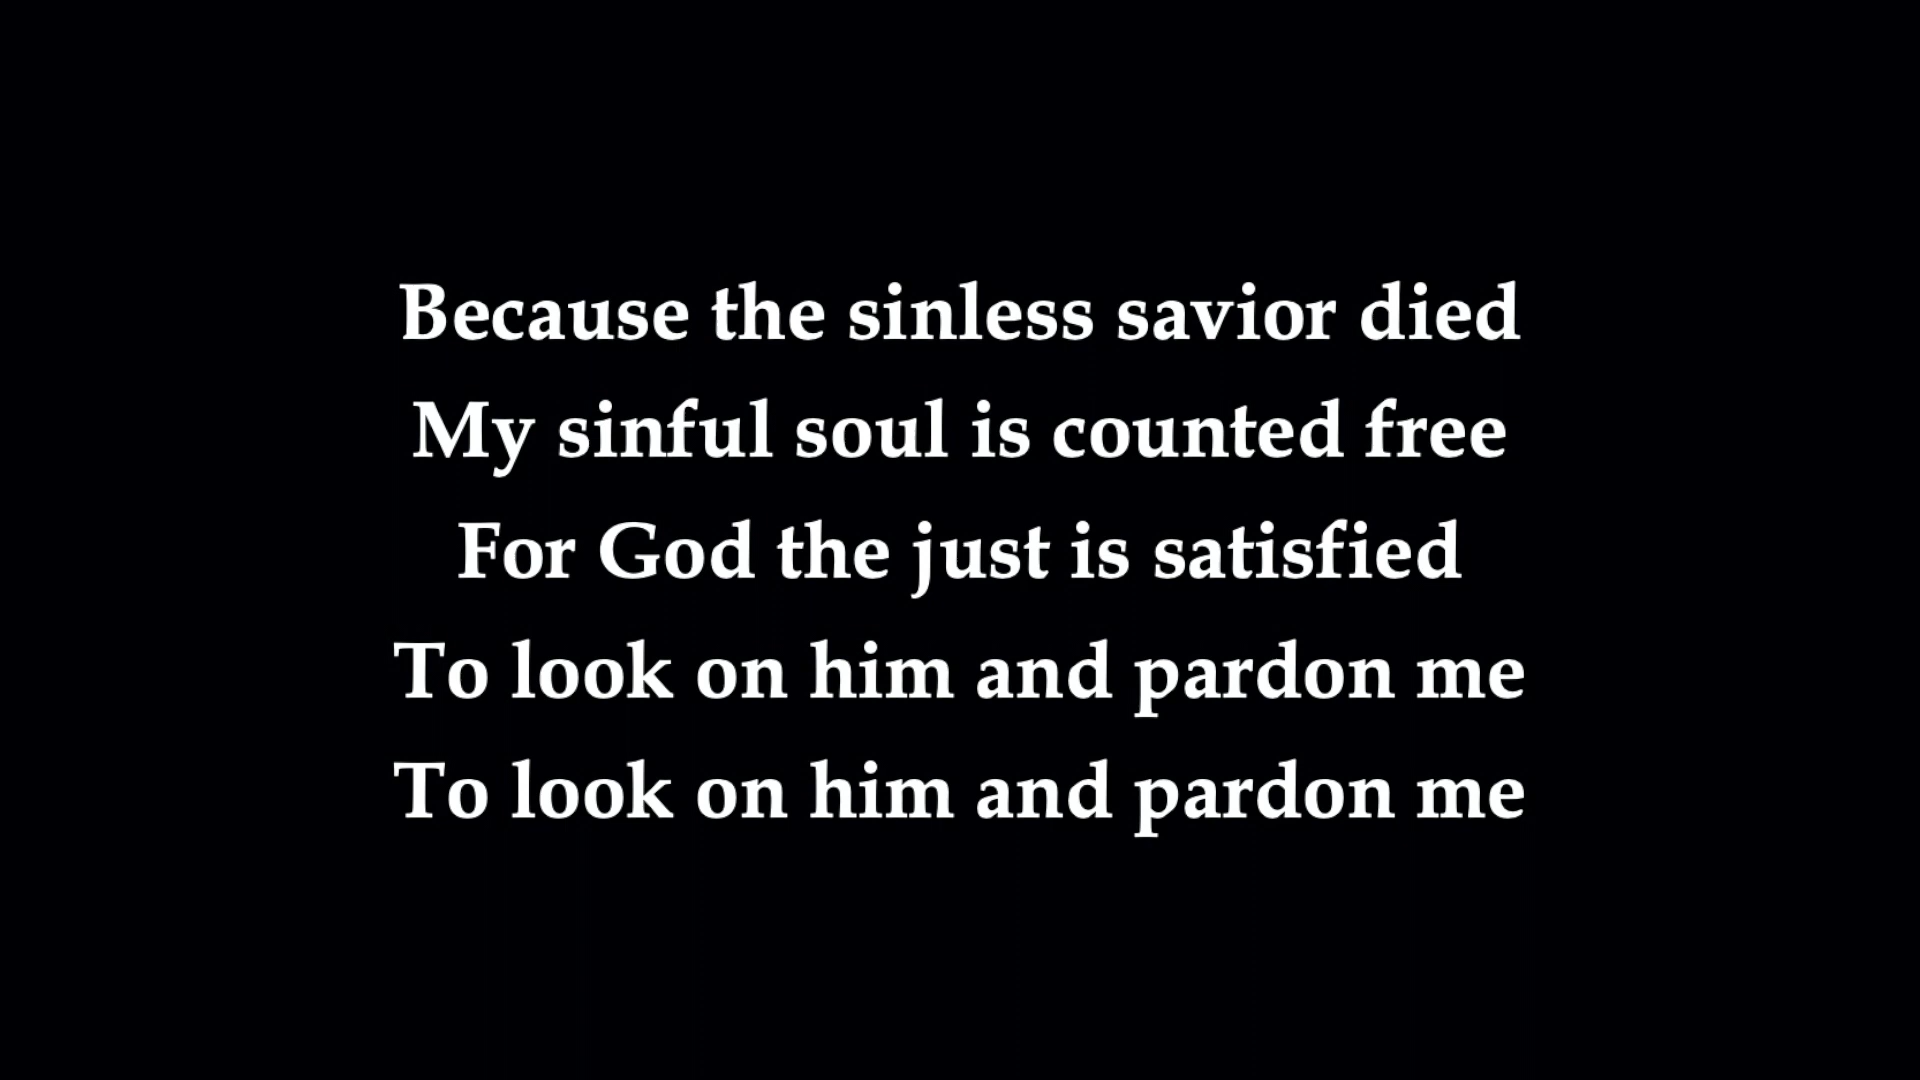 Because the sinless savior died
My sinful soul is counted free
For God the just is satisfied
To look on him and pardon me
To look on him and pardon me